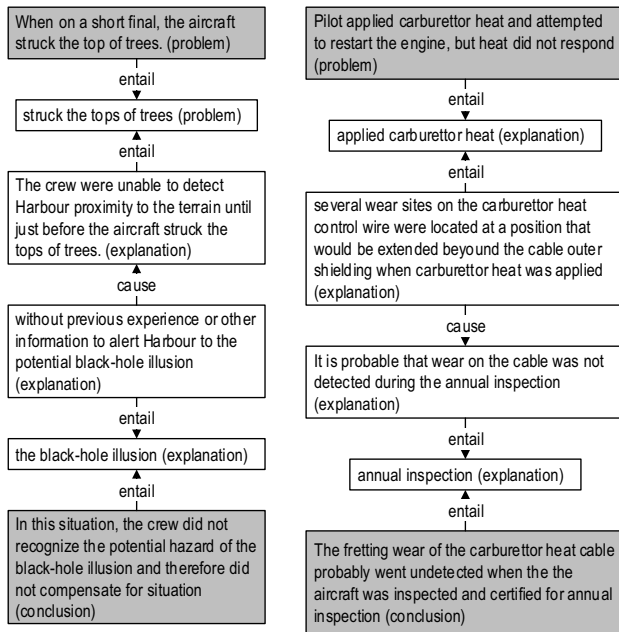 When on a short final, the aircraft
struck the top of trees. (problem)
entail
struck the tops of trees (problem)
entail
The crew were unable to detect
Harbour proximity to the terrain until
just before the aircraft struck the
tops of trees. (explanation)
cause
without previous experience or other
information to alert Harbour to the
potential black-hole illusion
(explanation)
entail
the black-hole illusion (explanation)
entail
In this situation, the crew did not
recognize the potential hazard of the
black-hole illusion and therefore did
not compensate for situation
(conclusion)
Pilot applied carburettor heat and attempted
to restart the engine, but heat did not respond
(problem)
entail
applied carburettor heat (explanation)
entail
several wear sites on the carburettor heat
control wire were located at a position that
would be extended beyound the cable outer
shielding when carburettor heat was applied
(explanation)
cause
It is probable that wear on the cable was not
detected during the annual inspection
(explanation)
entail
annual inspection (explanation)
entail
The fretting wear of the carburettor heat cable
probably went undetected when the the
aircraft was inspected and certified for annual
inspection (conclusion)